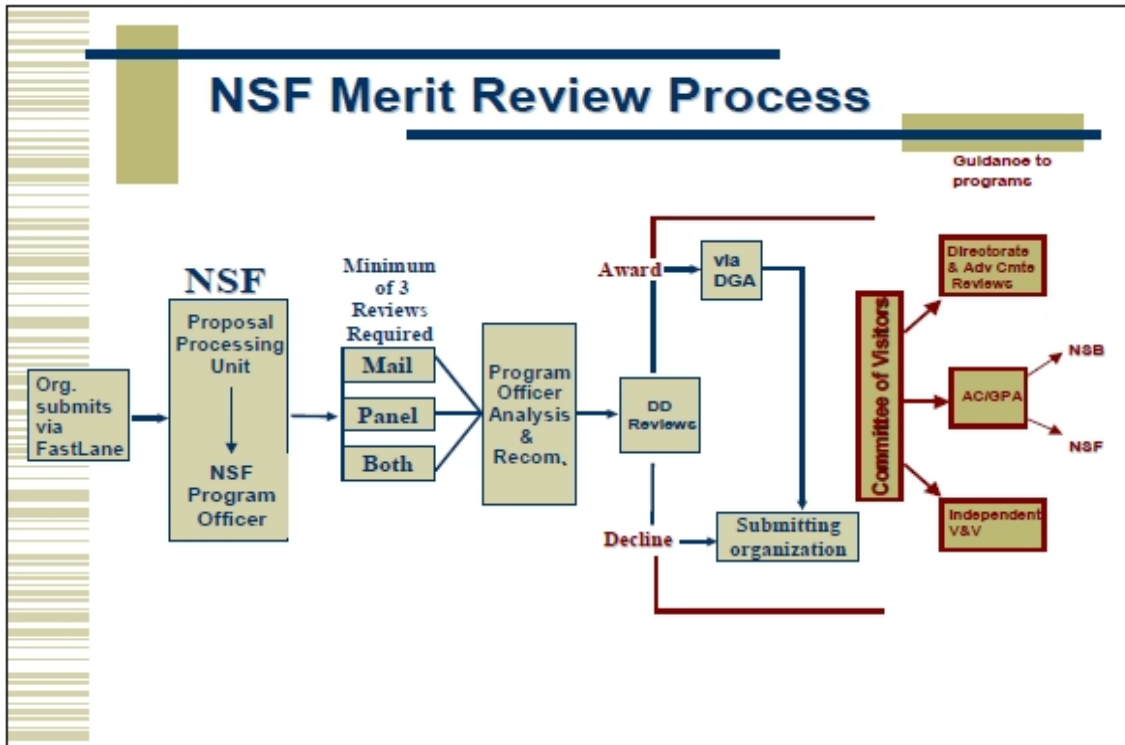 NSF Merit Review Process
Guidance to
programs
Org.
submits
via
FastLane
NSF
Proposal
Processing
Unit
NSF
Program
Officer
Minimum
of 3
Reviews
Required
Mail
Panel
Both
Program
Officer
Analysis
&
Recom.
DD
Reviews
Award
via
DGA
Decline
Submitting
organization
Committee of Visitors
Directorate
& Adv Cmte
Reviews
AC/GPA
NSB
NSF
Independent
V&V